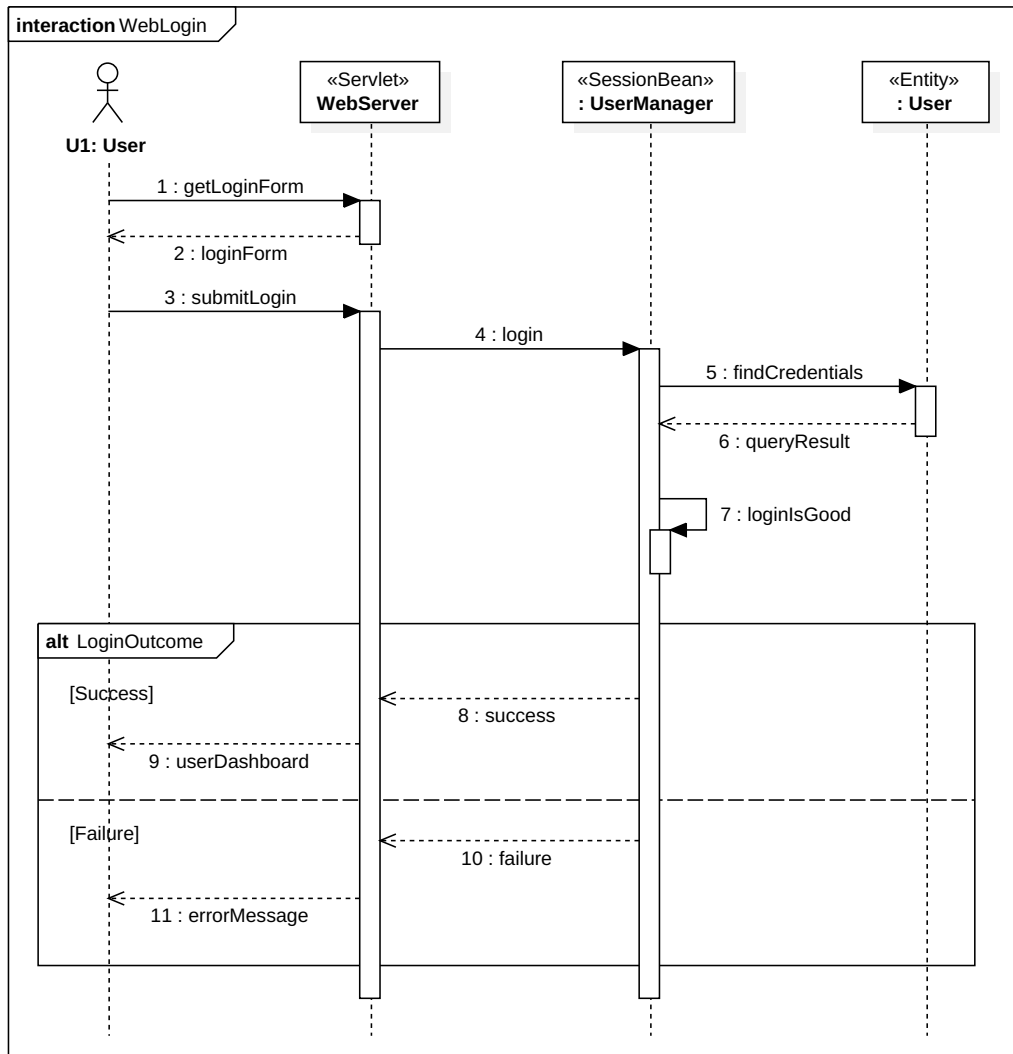 interaction WebLogin
«Servlet»
WebServer
«SessionBean»
: UserManager
«Entity»
: User
U1: User
1 : getLoginForm
2 : loginForm
3 : submitLogin
4 : login
5 : findCredentials
6 : queryResult
7 : loginIsGood
alt LoginOutcome
[Success]
8 : success
9 : userDashboard
[Failure]
10 : failure
11 : errorMessage